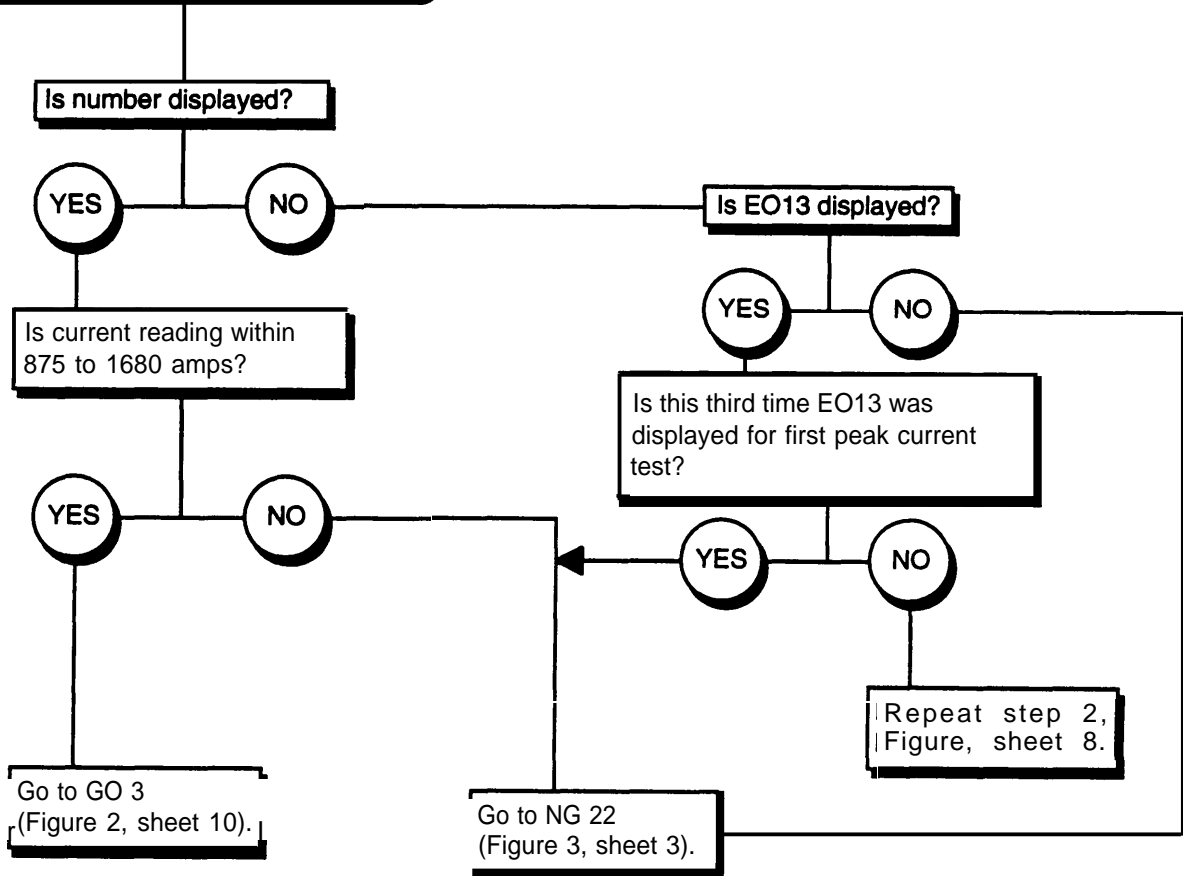 Is number displayed?
YES
NO
Is EO13 displayed?
YES
NO
Is current reading within
875 to 1680 amps?
Is this third time EO13 was
displayed for first peak current
test?
YES
NO
YES
NO
Repeat step 2,
Figure, sheet 8.
Go to GO 3
(Figure 2, sheet 10).
Go to NG 22
(Figure 3, sheet 3).